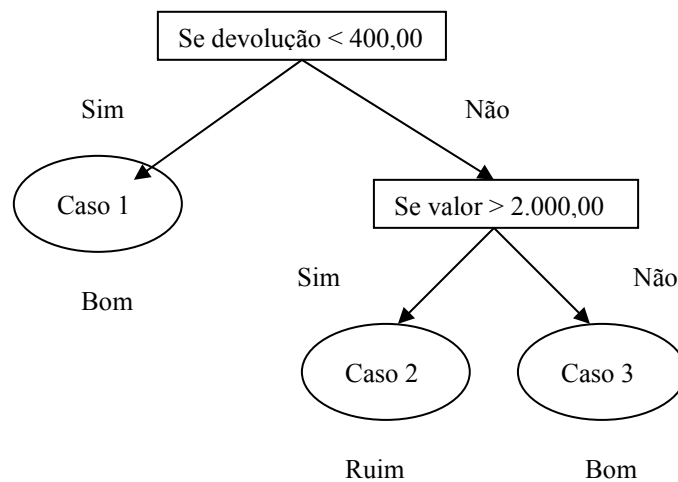 Se devolução < 400,00
Sim
Não
Caso 1
Se valor > 2.000,00
Bom
Sim
Não
Caso 2
Caso 3
Ruim
Bom